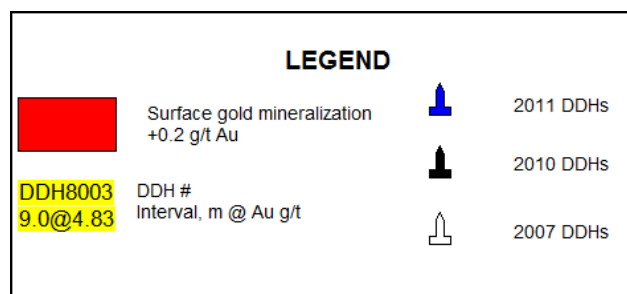 LEGEND
Surface gold mineralization
+0.2 g/t Au
DDH8003
9.0@4.83
DDH #
Interval, m @ Au g/t
2011 DDHs
2010 DDHs
2007 DDHs